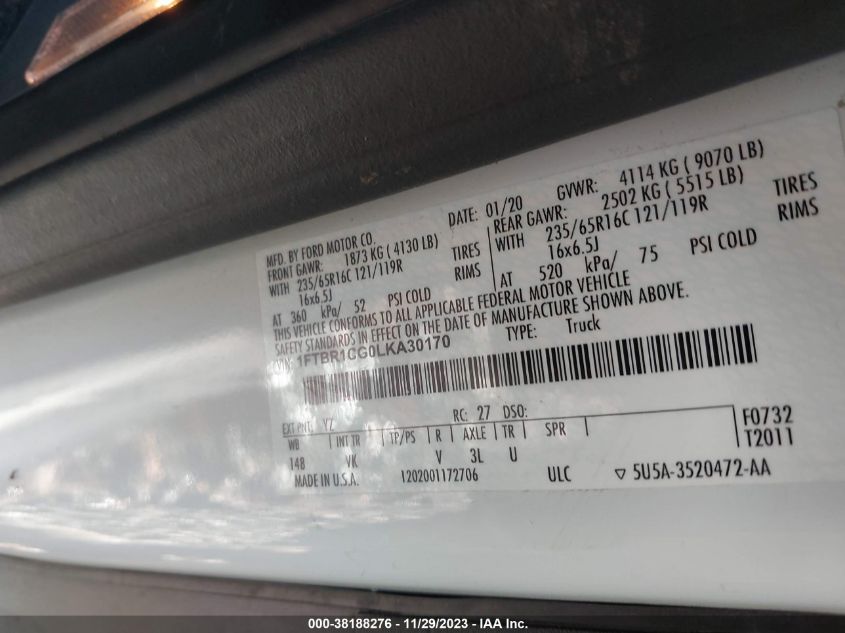 MFD. BY FORD MOTOR CO.
DATE: 01/20
GVWR: 4114 KG ( 9070 LB)
FRONT GAWR: 1873 KG ( 4130 LB)
REAR GAWR: 2502 KG ( 5515 LB)
WITH 235/65R16C 121/119R TIRES
WITH 235/65R16C 121/119R TIRES
16x6.5J RIMS
16x6.5J RIMS
AT 360 kPa/ 52 PSI COLD
AT 520 kPa/ 75 PSI COLD
THIS VEHICLE CONFORMS TO ALL APPLICABLE FEDERAL MOTOR VEHICLE
SAFETY STANDARDS IN EFFECT ON THE DATE OF MANUFACTURE SHOWN ABOVE.
VIN: 1FTBR1CG0LKA30170
TYPE: Truck
EXT PNT: YZ RC: 27 DSO:
WB INT TR TP/PS R AXLE TR SPR
148 VK V 3L U
F0732
T2011
MADE IN U.S.A. 1202001172706 ULC ▽ 5U5A-3520472-AA
000-38188276 - 11/29/2023 - IAA Inc.